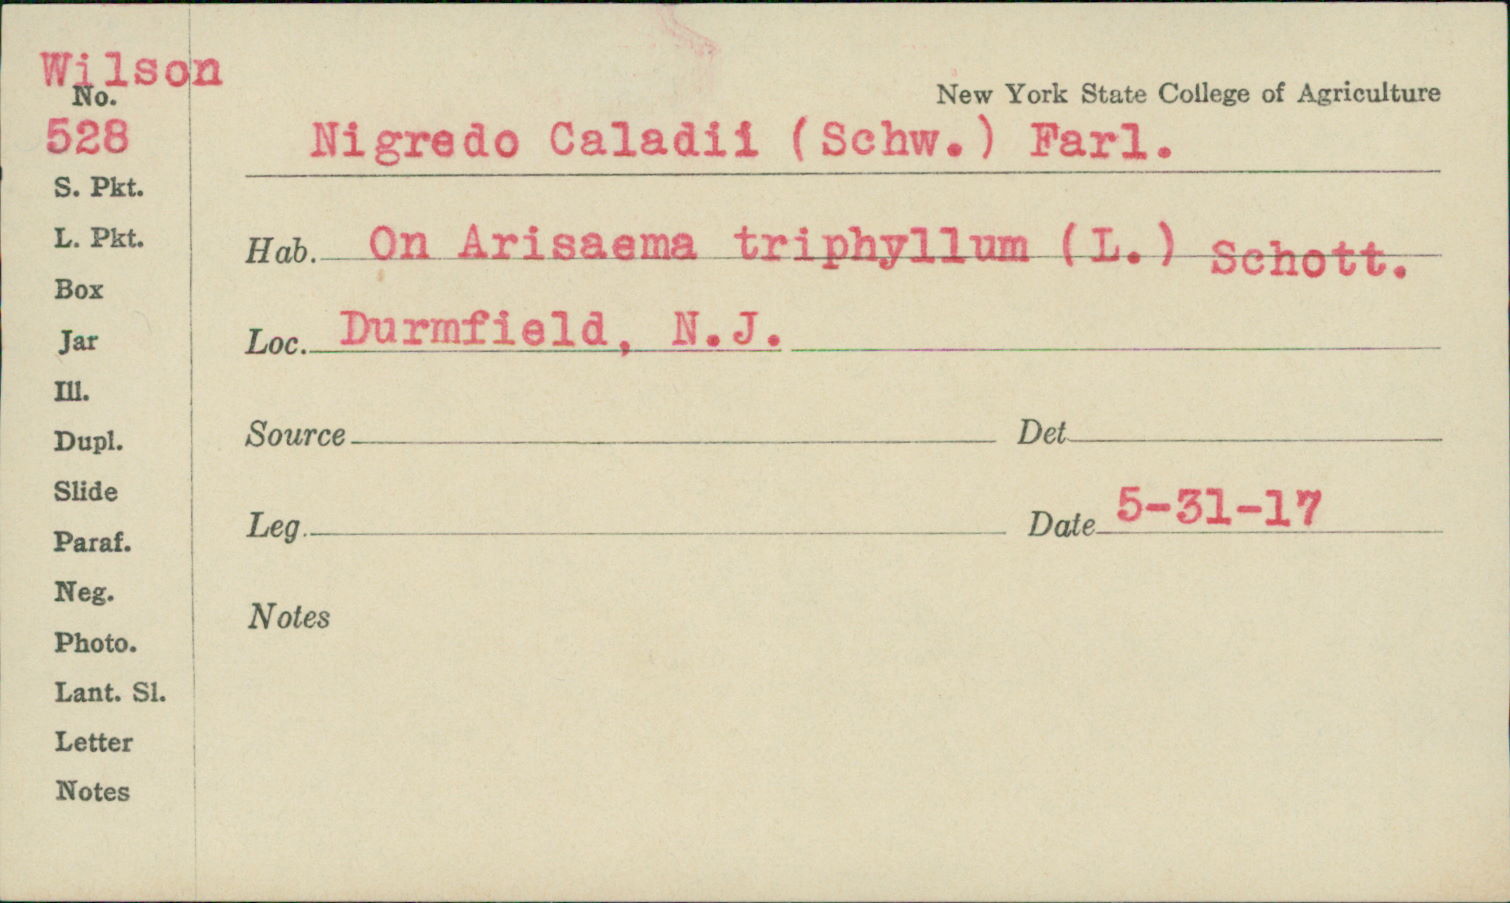 Wilson
No.
528
S. Pkt.
L. Pkt.
Box
Jar
Ill.
Dupl.
Slide
Paraf.
Neg.
Photo.
Lant. Sl.
Letter
Notes
New York State College of Agriculture
Nigredo Caladii (Schw.) Farl.
Hab. On Arisaema triphyllum (L.) Schott.
Loc. Durmfield, N.J.
Source Det
Leg. Date 5-31-17
Notes